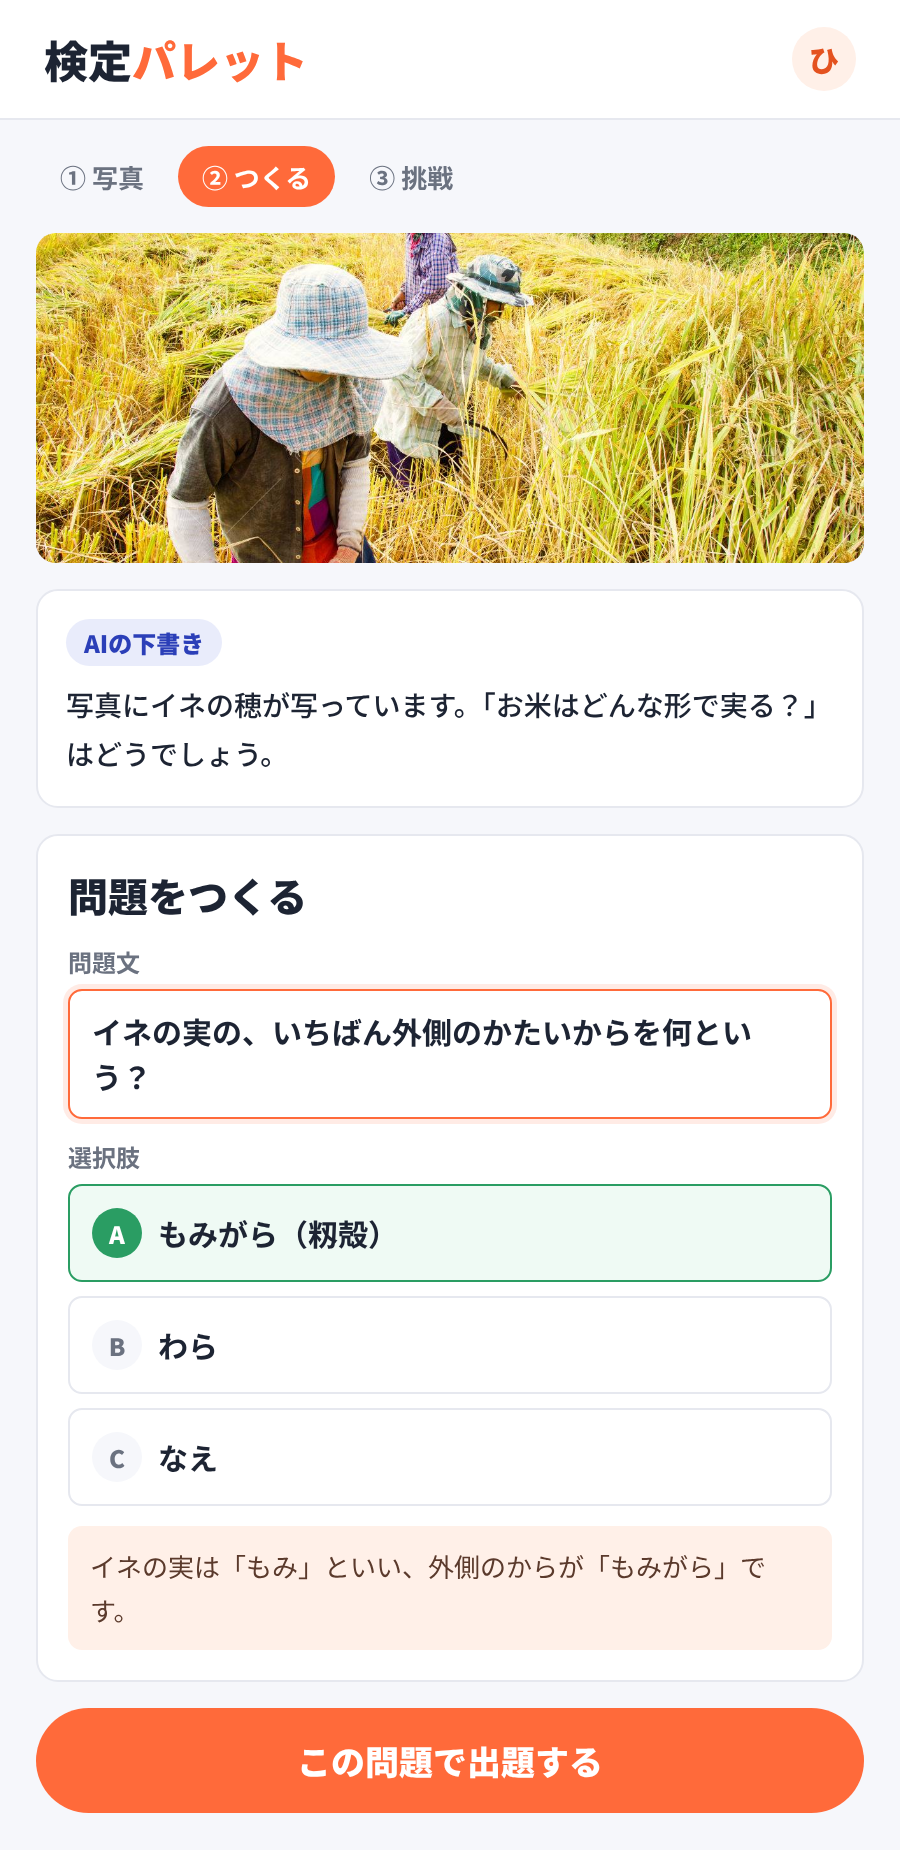 検定パレット
ひ
① 写真
② つくる
③ 挑戦
AIの下書き
写真にイネの穂が写っています。「お米はどんな形で実る？」
はどうでしょう。
問題をつくる
問題文
イネの実の、いちばん外側のかたいからを何とい
う？
選択肢
A もみがら（籾殻）
B わら
C なえ
イネの実は「もみ」といい、外側のからが「もみがら」で
す。
この問題で出題する